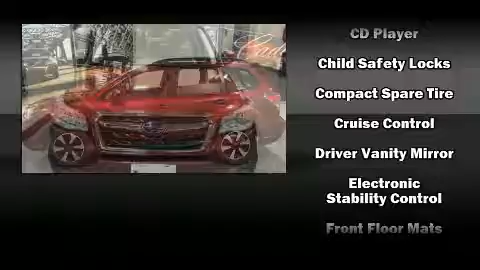 CD Player
Child Safety Locks
Compact Spare Tire
Cruise Control
Driver Vanity Mirror
Electronic
Stability Control
Front Floor Mats